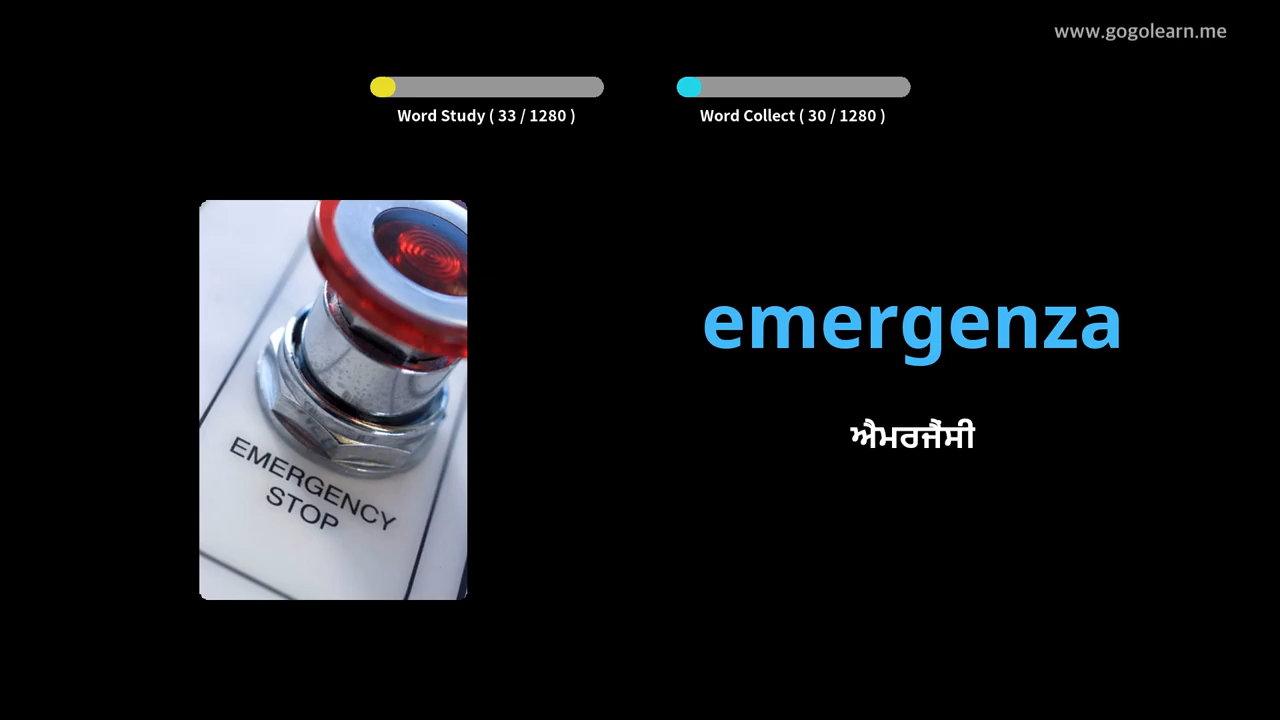 www.gogolearn.me
Word Study ( 33 / 1280 )
Word Collect ( 30 / 1280 )
emergenza
ਐਮਰਜੈਂਸੀ
EMERGENCY
STOP